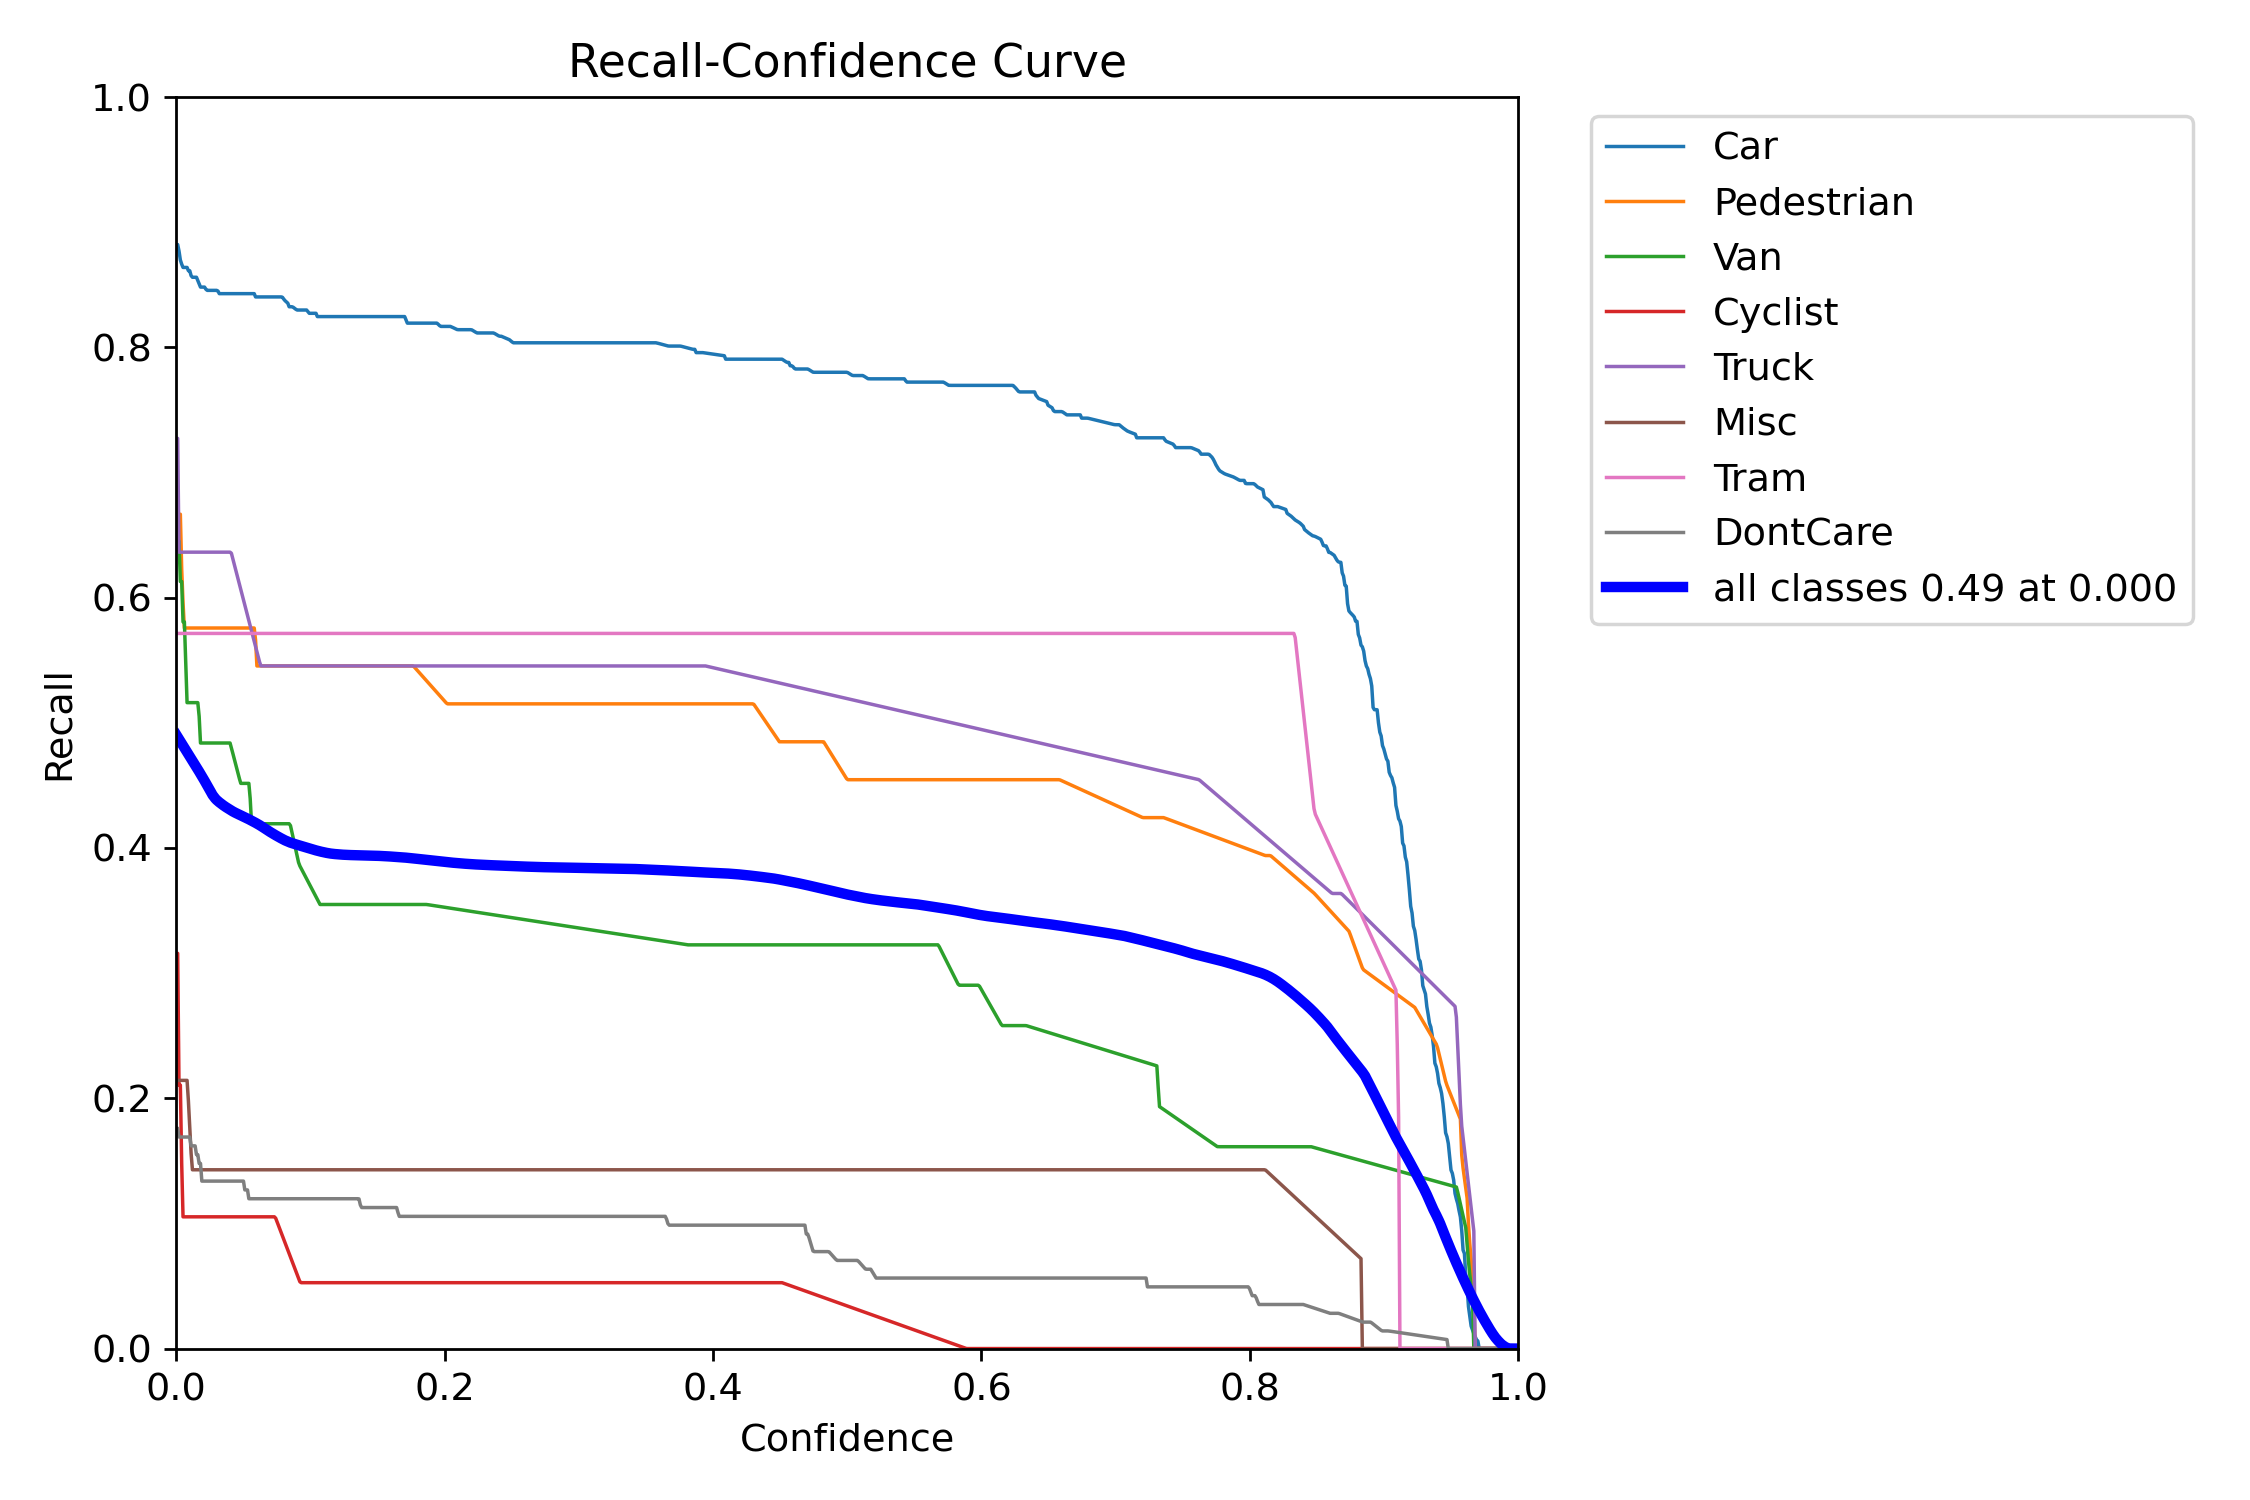 Recall-Confidence Curve
1.0
0.8
0.6
0.4
0.2
0.0
Recall
0.0 0.2 0.4 0.6 0.8 1.0
Confidence
Car
Pedestrian
Van
Cyclist
Truck
Misc
Tram
DontCare
all classes 0.49 at 0.000